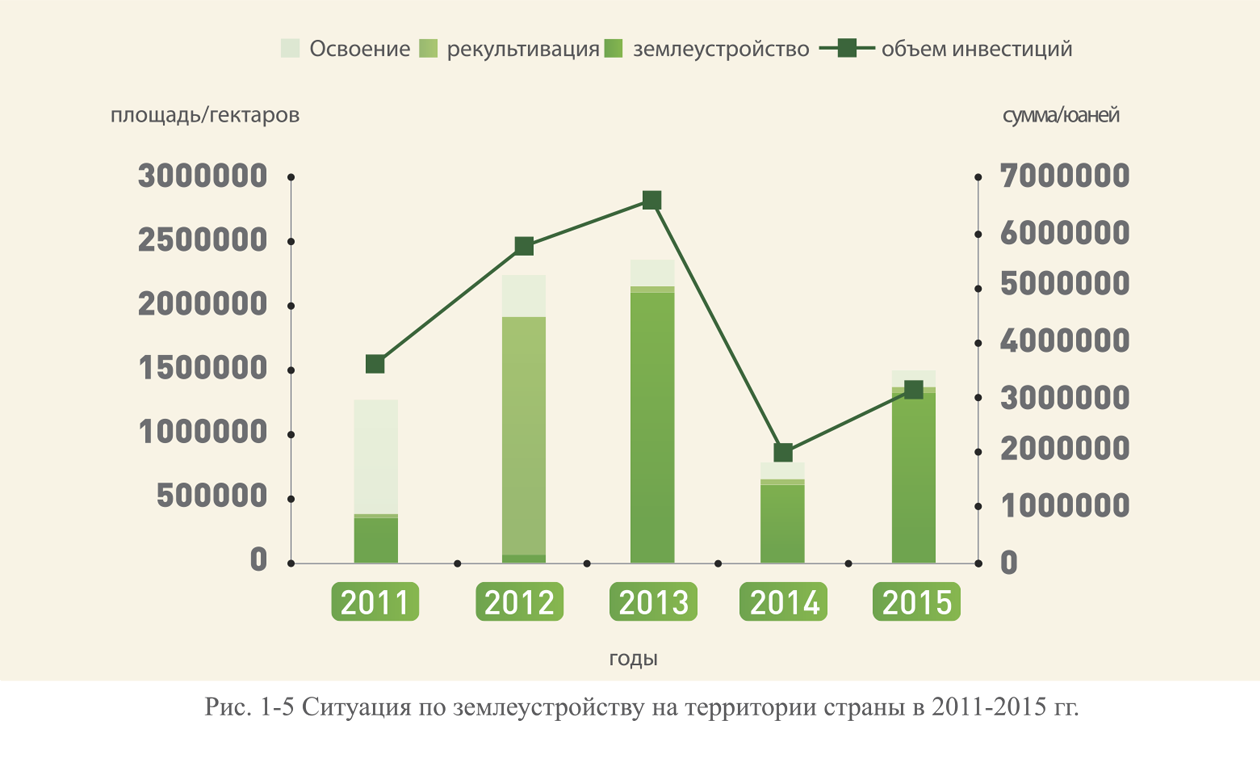 Освоение рекультивация землеустройство объем инвестиций
площадь/гектаров сумма/юаней
3000000 7000000
2500000 6000000
2000000 5000000
1500000 4000000
1000000 3000000
500000 2000000
0 1000000
0
2011 2012 2013 2014 2015
годы
Рис. 1-5 Ситуация по землеустройству на территории страны в 2011-2015 гг.